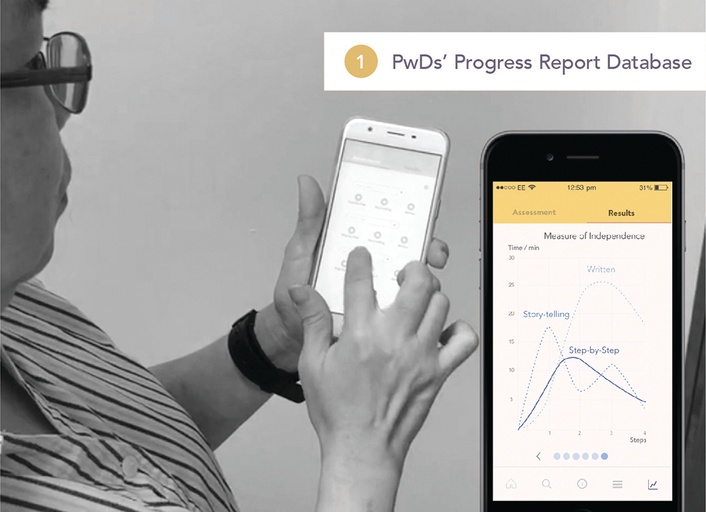 1 PwDs' Progress Report Database
EE 12:53 pm 31%
Assessment Results
Measure of Independence
Time / min
30
Written
25
20
Story-telling
15
Step-by-Step
10
5
1 2 3 4
Steps